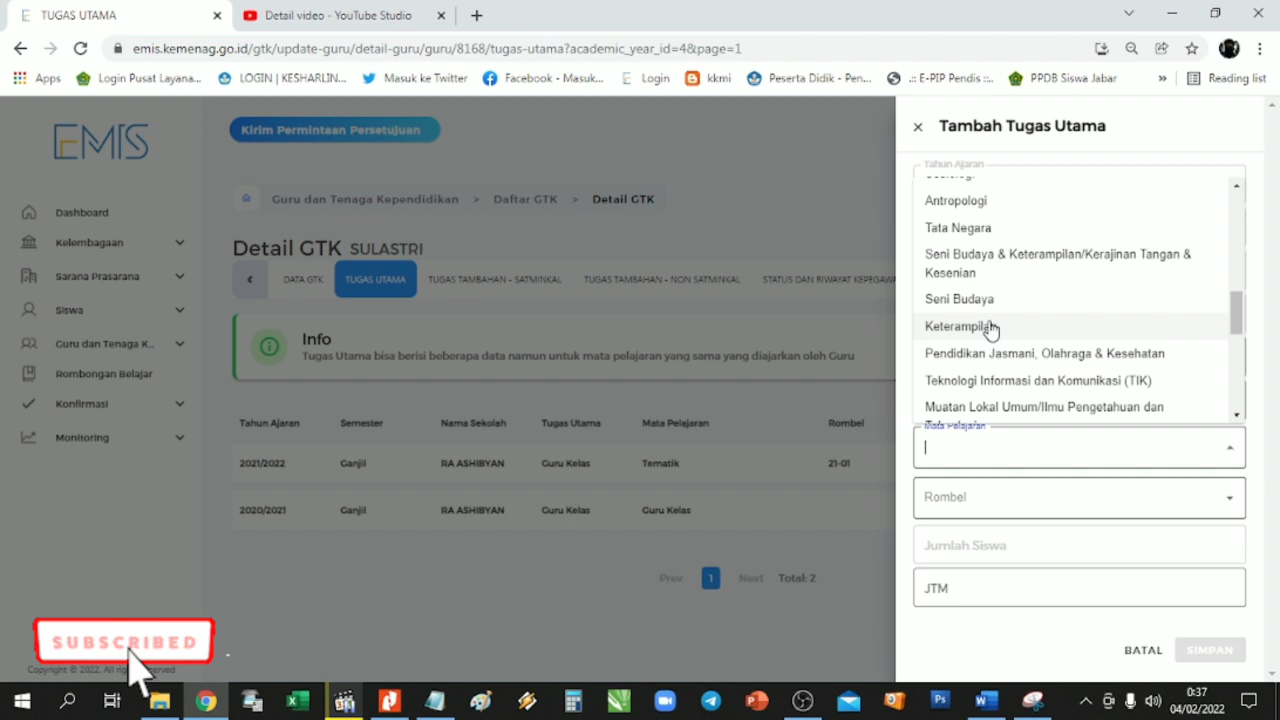 TUGAS UTAMA
Detail video - YouTube Studio
emis.kemenag.go.id/gtk/update-guru/detail-guru/guru/8168/tugas-utama?academic_year_id=4&page=1
Apps
Login Pusat Layana...
LOGIN | KESHARLIN...
Masuk ke Twitter
Facebook - Masuk...
Login
kkmi
Peserta Didik - Pen...
.:: E-PIP Pendis ::..
PPDB Siswa Jabar
»
Reading list
EMIS
Dashboard
Kelembagaan
Sarana Prasarana
Siswa
Guru dan Tenaga K...
Rombongan Belajar
Konfirmasi
Monitoring
SUBSCRIBED
Kirim Permintaan Persetujuan
Guru dan Tenaga Kependidikan > Daftar GTK > Detail GTK
Detail GTK SULASTRI
DATA GTK
TUGAS UTAMA
TUGAS TAMBAHAN - SATMINKAL
TUGAS TAMBAHAN - NON SATMINKAL
STATUS DAN RIWAYAT KEPEGAWA
Info
Tugas Utama bisa berisi beberapa data namun untuk mata pelajaran yang sama yang diajarkan oleh Guru
Tahun Ajaran Semester Nama Sekolah Tugas Utama Mata Pelajaran Rombel
2021/2022 Ganjil RA ASHIBYAN Guru Kelas Tematik 21-01
2020/2021 Ganjil RA ASHIBYAN Guru Kelas Guru Kelas
Prev 1 Next Total: 2
Tambah Tugas Utama
Tahun Ajaran
Sosiologi
Antropologi
Tata Negara
Seni Budaya & Keterampilan/Kerajinan Tangan &
Kesenian
Seni Budaya
Keterampilan
Pendidikan Jasmani, Olahraga & Kesehatan
Teknologi Informasi dan Komunikasi (TIK)
Muatan Lokal Umum/Ilmu Pengetahuan dan
Mata Pelajaran
Rombel
Jumlah Siswa
JTM
BATAL
SIMPAN
0:37
04/02/2022